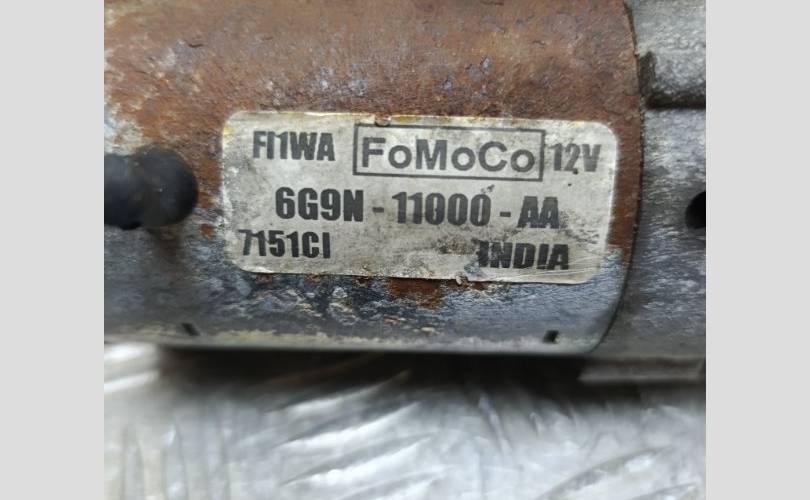 FI1WA FoMoCo 12V
6G9N - 11000 - AA
7151CI INDIA